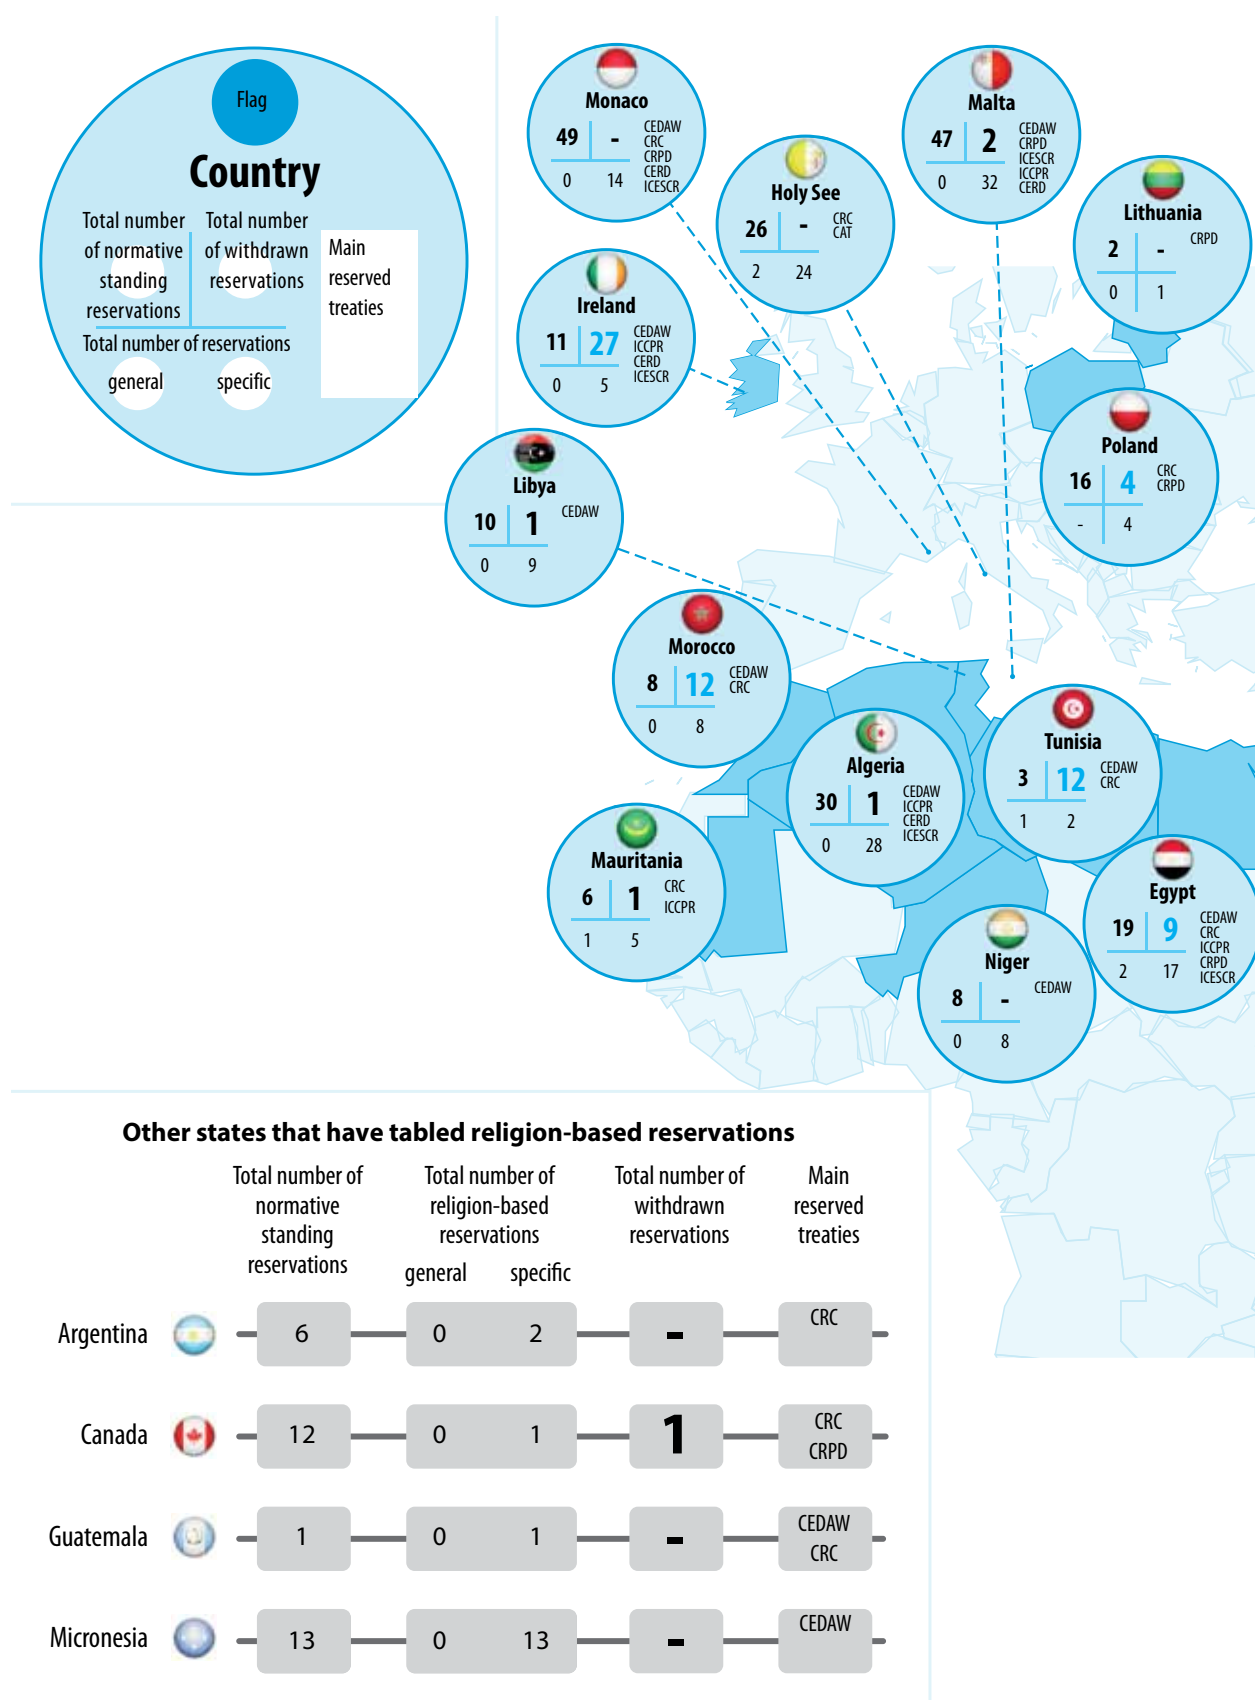 Flag
Country
Total number
of normative
standing
reservations
Total number
of withdrawn
reservations
Main
reserved
treaties
Total number of reservations
general
specific
Monaco
49
-
CEDAW
CRC
CRPD
CERD
ICESCR
0
14
Holy See
26
-
CRC
CAT
2
24
Malta
47
2
CEDAW
CRPD
ICESCR
ICCPR
CERD
0
32
Lithuania
2
-
CRPD
0
1
Ireland
11
27
CEDAW
ICCPR
CERD
ICESCR
0
5
Poland
16
4
CRC
CRPD
-
4
Libya
10
1
CEDAW
0
9
Morocco
8
12
CEDAW
CRC
0
8
Algeria
30
1
CEDAW
ICCPR
CERD
ICESCR
0
28
Tunisia
3
12
CEDAW
CRC
1
2
Mauritania
6
1
CRC
ICCPR
1
5
Egypt
19
9
CEDAW
CRC
ICCPR
CRPD
ICESCR
2
17
Niger
8
-
CEDAW
0
8
Other states that have tabled religion-based reservations
Total number of
normative
standing
reservations
Total number of
religion-based
reservations
general
specific
Total number of
withdrawn
reservations
Main
reserved
treaties
Argentina
6
0
2
-
CRC
Canada
12
0
1
1
CRC
CRPD
Guatemala
1
0
1
-
CEDAW
CRC
Micronesia
13
0
13
-
CEDAW